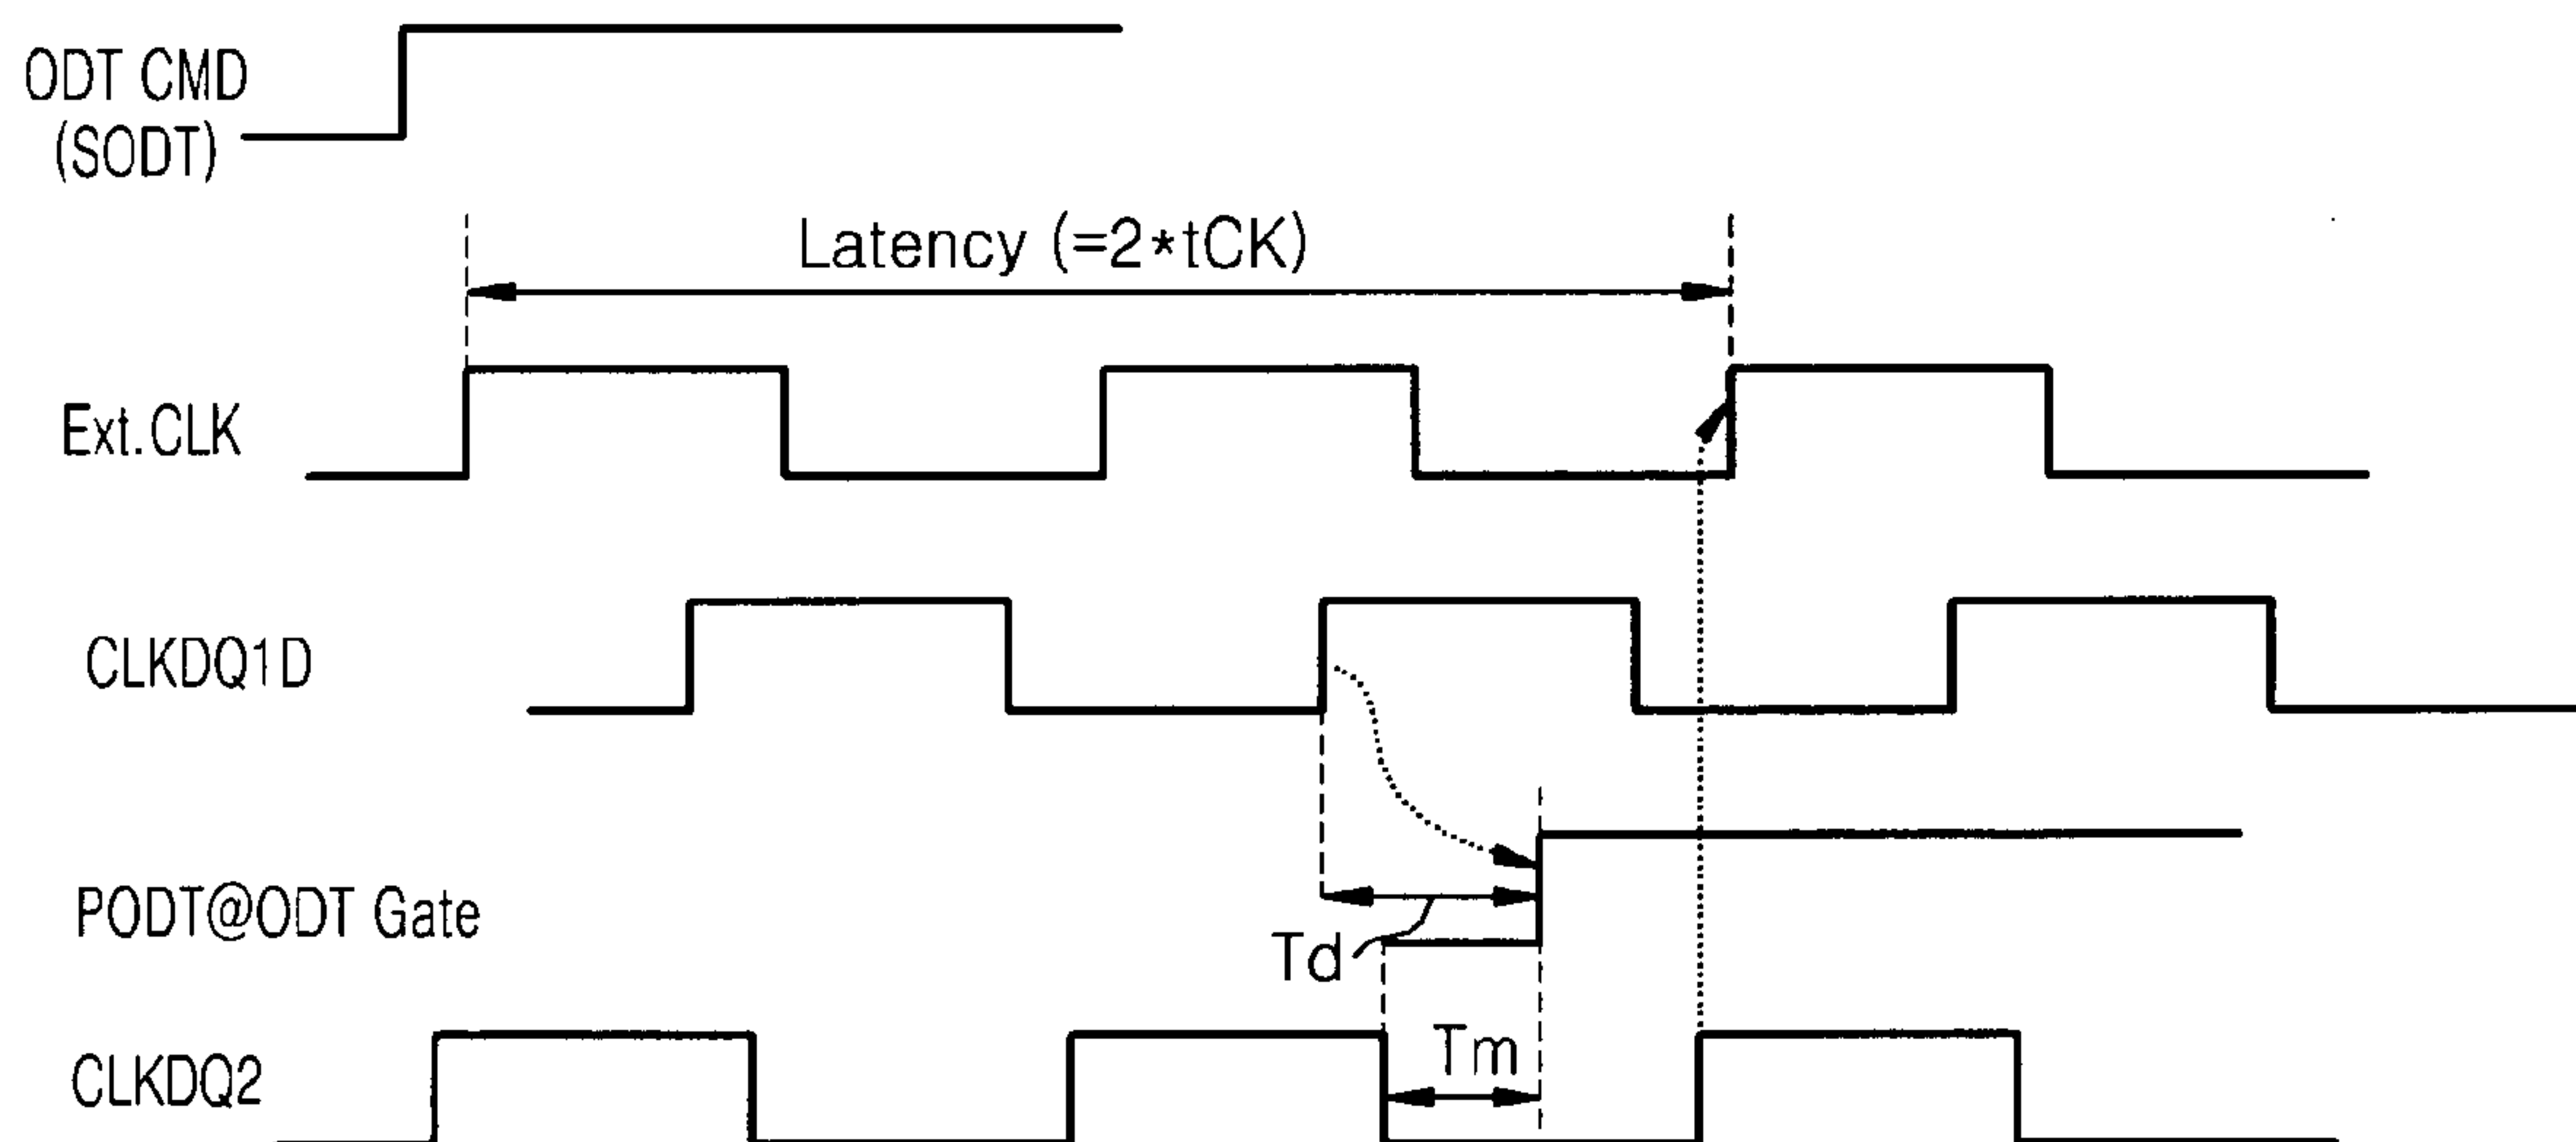 ODT CMD
(SODT)
Latency (=2*tCK)
Ext.CLK
CLKDQ1D
PODT@ODT Gate
Td
CLKDQ2
Tm